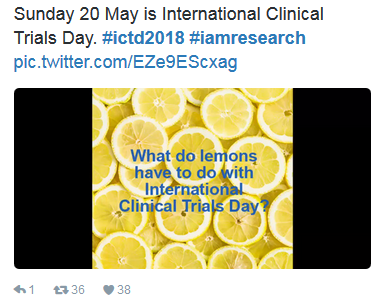 Sunday 20 May is International Clinical
Trials Day. #ictd2018 #iamresearch
pic.twitter.com/EZe9EScxag
What do lemons
have to do with
International
Clinical Trials Day?
1 36 38